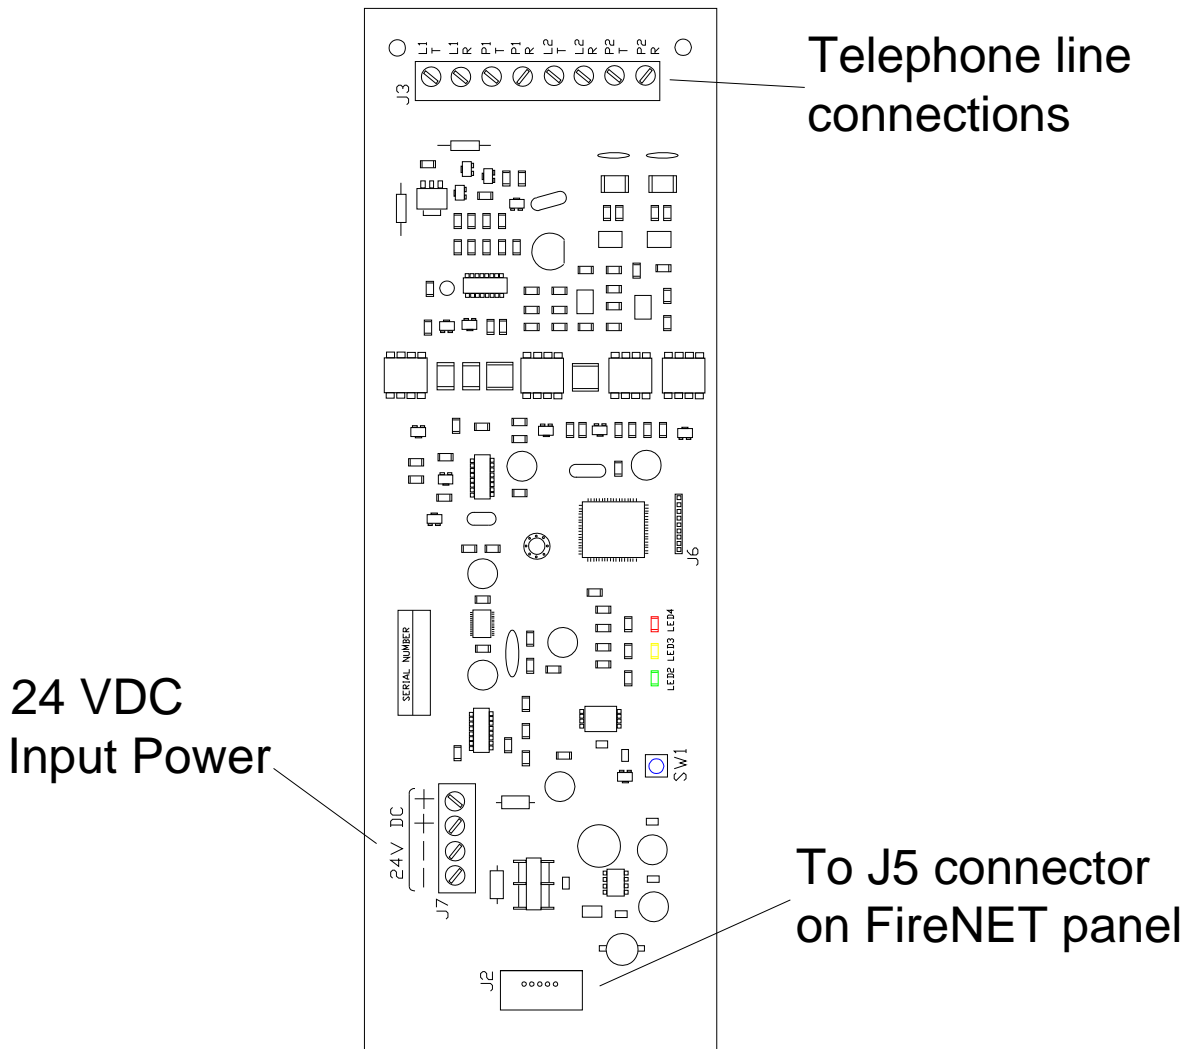 L1 L1 P1 P1 L2 L2 P2 P2
T R T R T R T R
J3
Telephone line
connections
J6
LED4
LED3
LED2
SERIAL NUMBER
24 VDC
Input Power
SW1
24V DC
+
+
—
—
J7
To J5 connector
on FireNET panel
J2